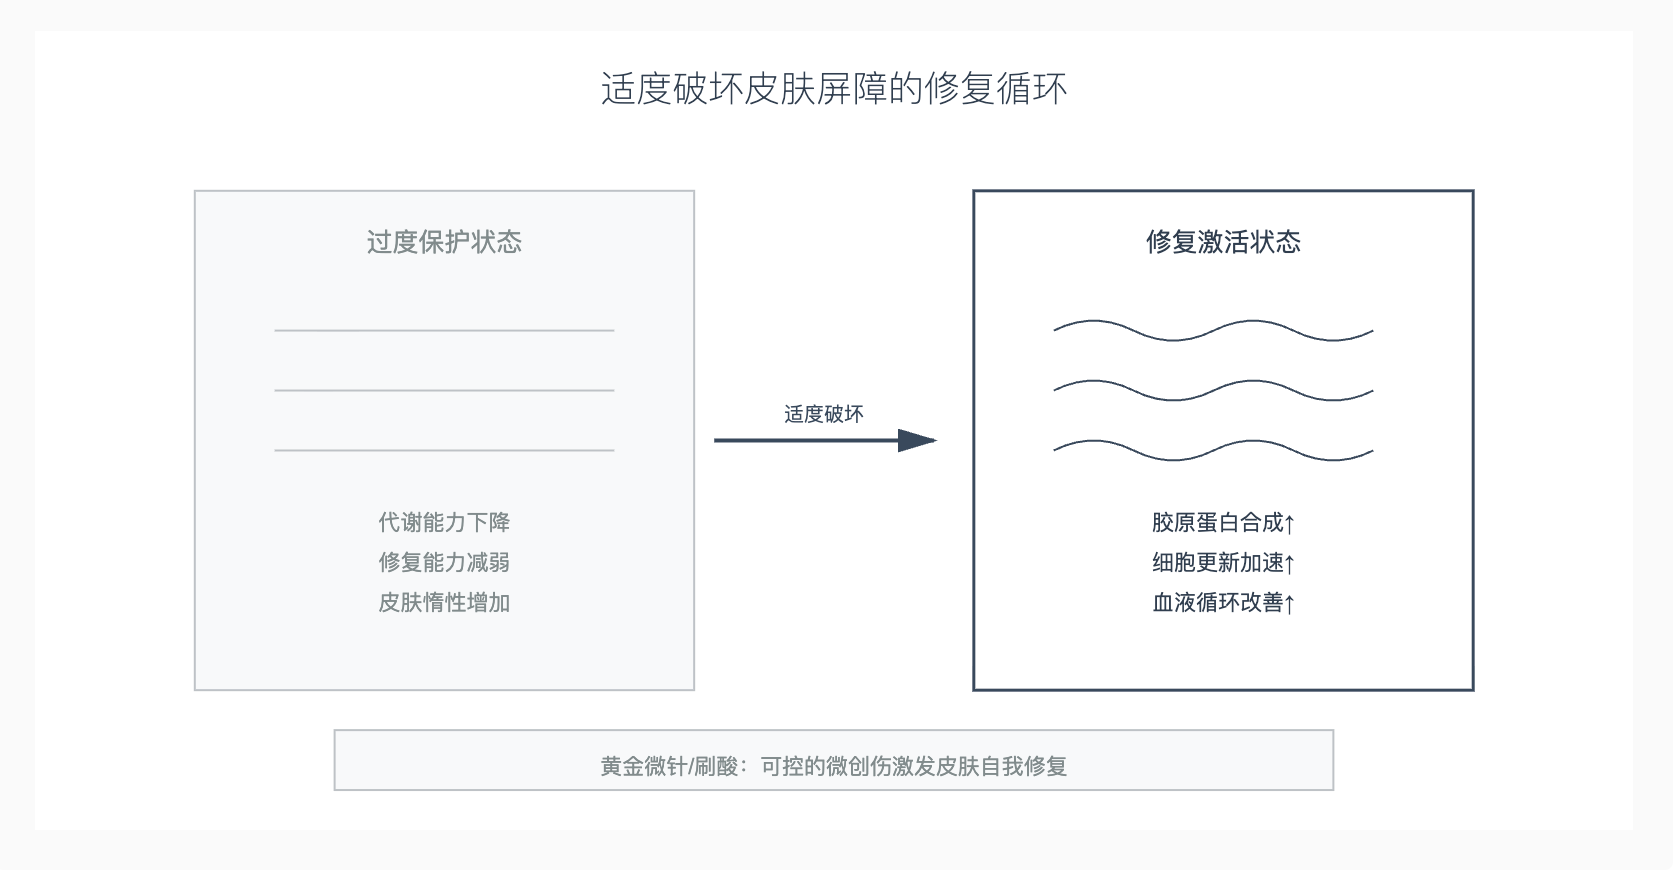 适度破坏皮肤屏障的修复循环
过度保护状态
代谢能力下降
修复能力减弱
皮肤惰性增加
适度破坏
修复激活状态
胶原蛋白合成↑
细胞更新加速↑
血液循环改善↑
黄金微针/刷酸：可控的微创伤激发皮肤自我修复